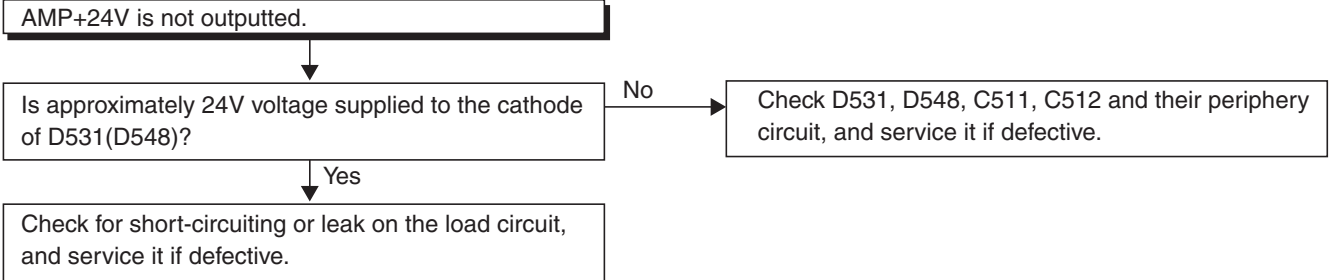 AMP+24V is not outputted.
Is approximately 24V voltage supplied to the cathode
of D531(D548)?
No
Check D531, D548, C511, C512 and their periphery
circuit, and service it if defective.
Yes
Check for short-circuiting or leak on the load circuit,
and service it if defective.